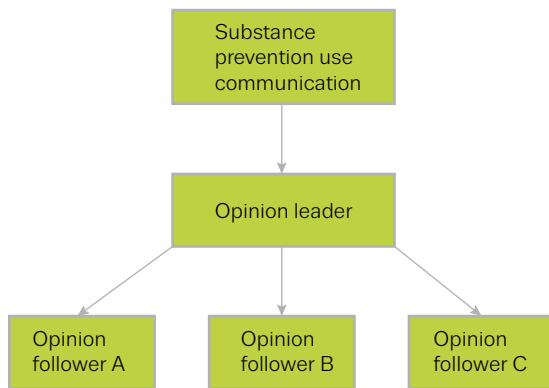 Substance
prevention use
communication
Opinion leader
Opinion
follower A
Opinion
follower B
Opinion
follower C